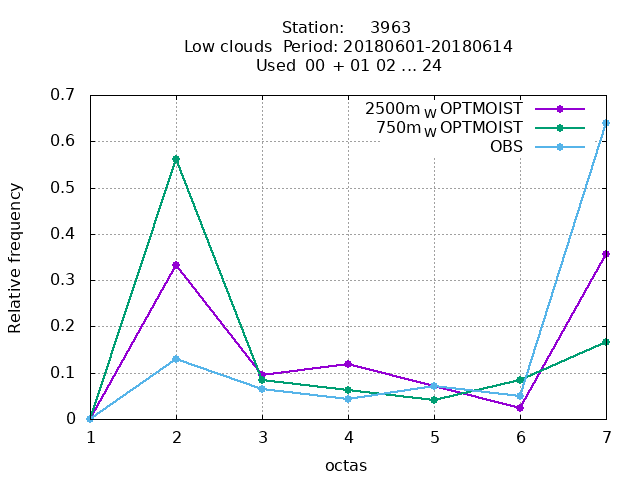 Station: 3963
Low clouds Period: 20180601-20180614
Used 00 + 01 02 ... 24
2500m W OPTMOIST
750m W OPTMOIST
OBS
Relative frequency
0.7
0.6
0.5
0.4
0.3
0.2
0.1
0
1 2 3 4 5 6 7
octas